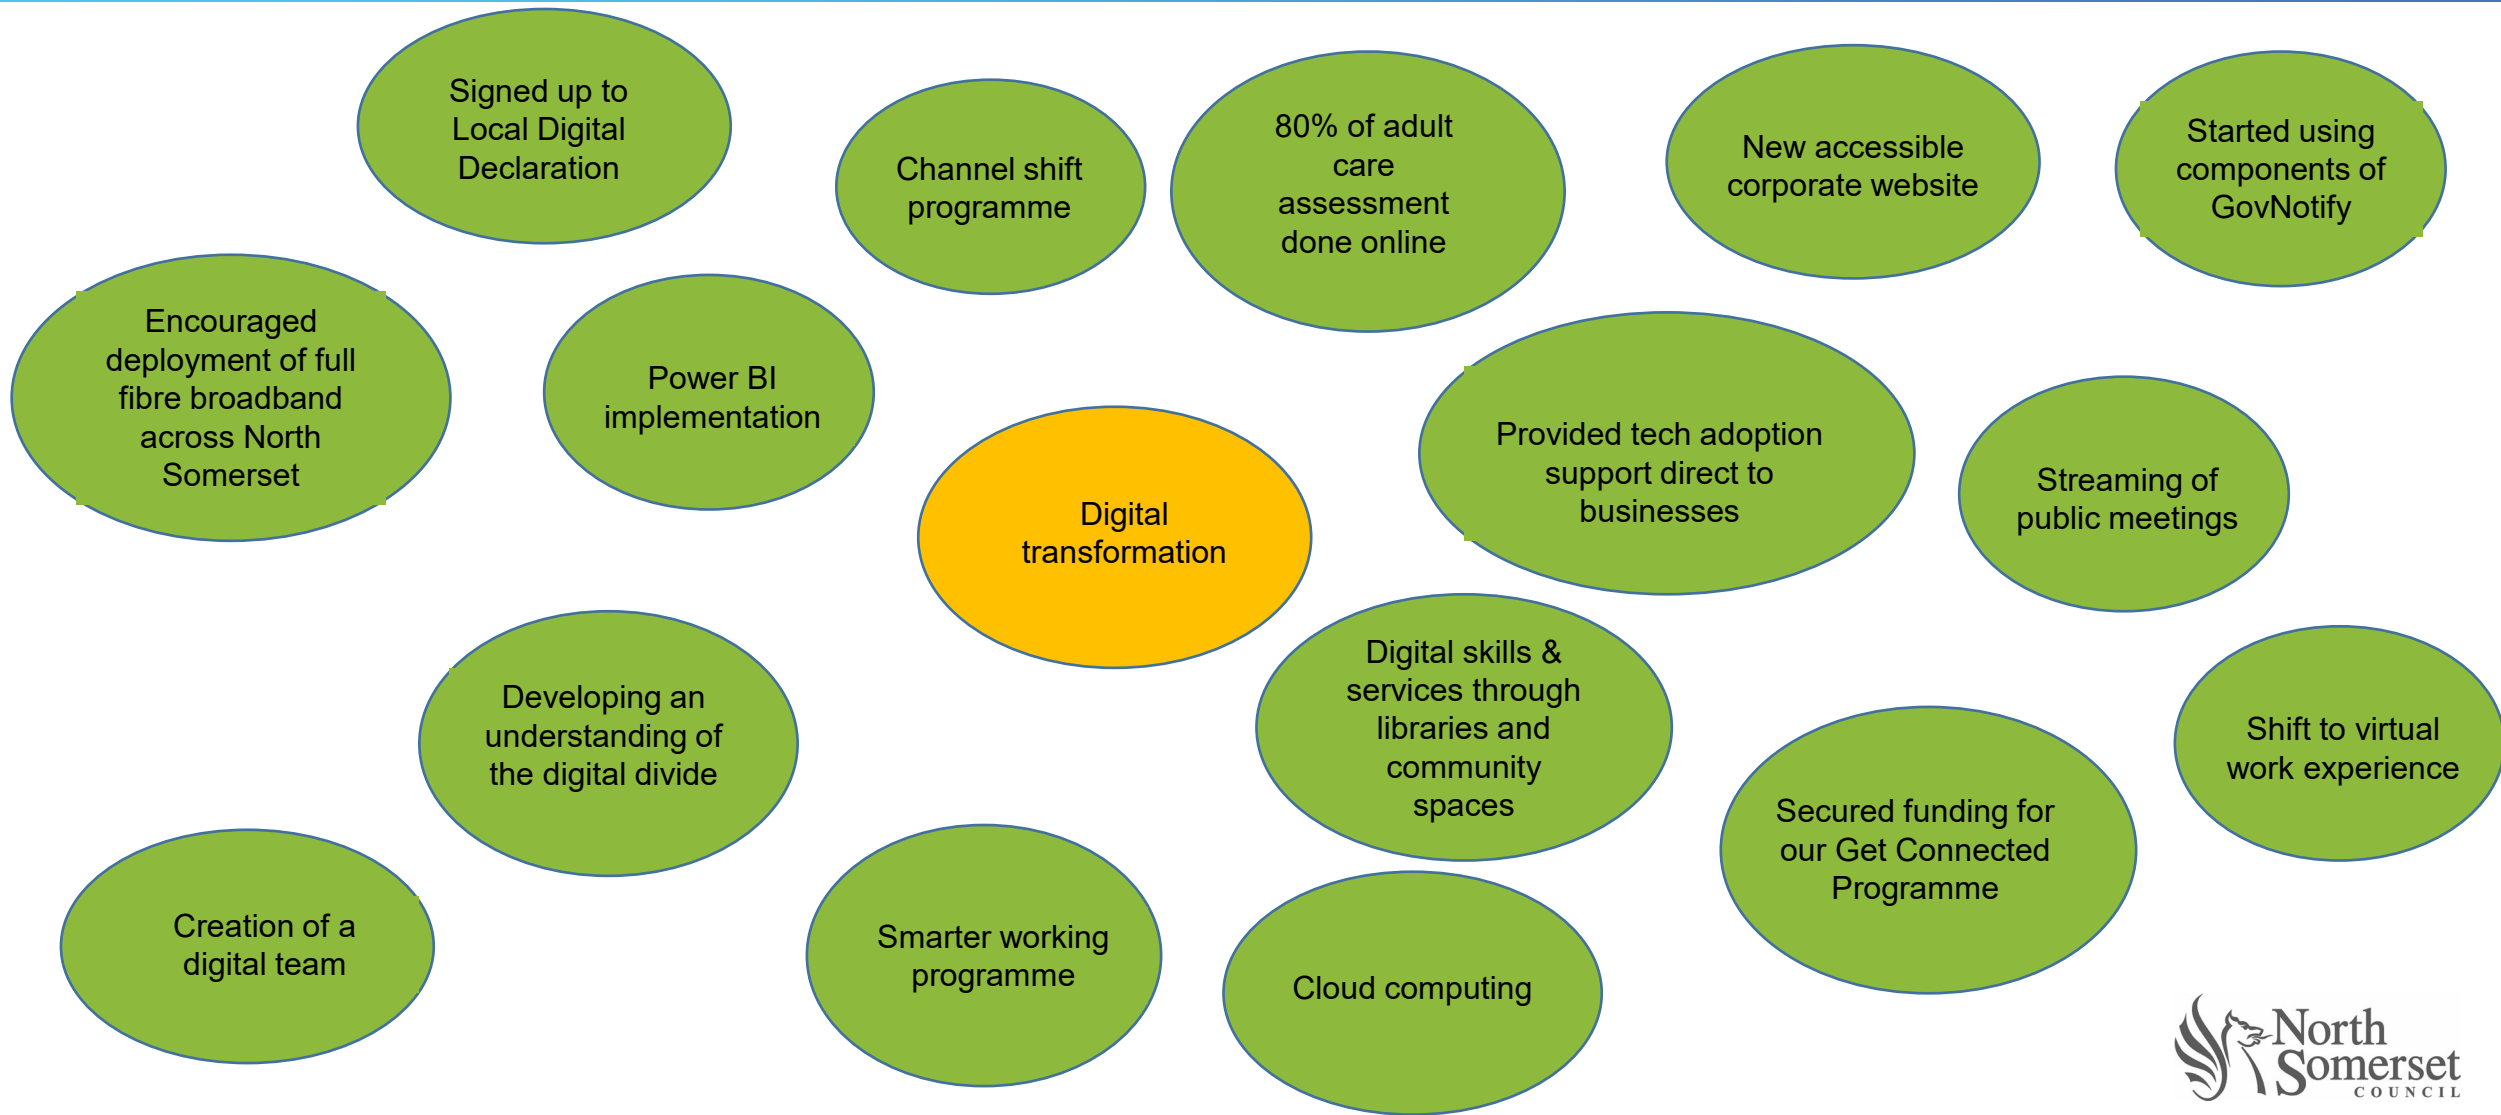 Signed up to
Local Digital
Declaration
Channel shift
programme
80% of adult
care
assessment
done online
New accessible
corporate website
Started using
components of
GovNotify
Encouraged
deployment of full
fibre broadband
across North
Somerset
Power BI
implementation
Digital
transformation
Provided tech adoption
support direct to
businesses
Streaming of
public meetings
Developing an
understanding of
the digital divide
Digital skills &
services through
libraries and
community
spaces
Secured funding for
our Get Connected
Programme
Shift to virtual
work experience
Creation of a
digital team
Smarter working
programme
Cloud computing
North
Somerset
COUNCIL